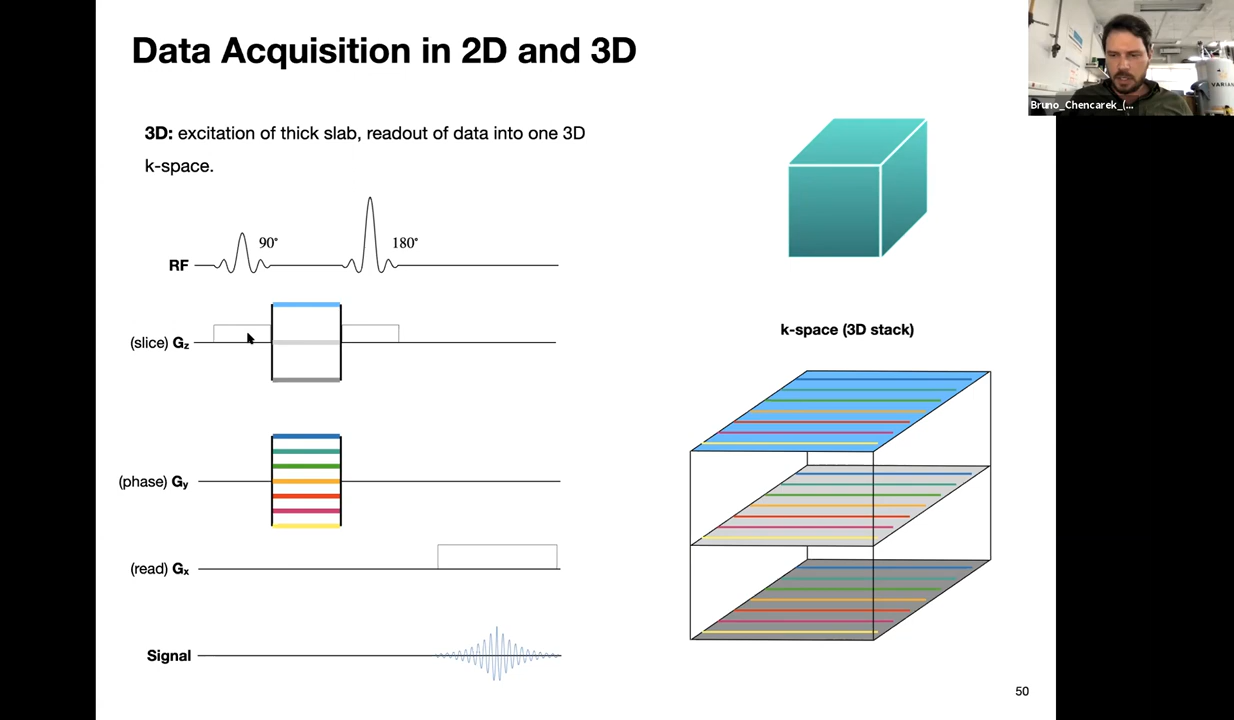 Data Acquisition in 2D and 3D
3D: excitation of thick slab, readout of data into one 3D
k-space.
90°
180°
RF
(slice) Gz
(phase) Gy
(read) Gx
Signal
k-space (3D stack)
50
Bruno_Chencarek_(...
VARIAN